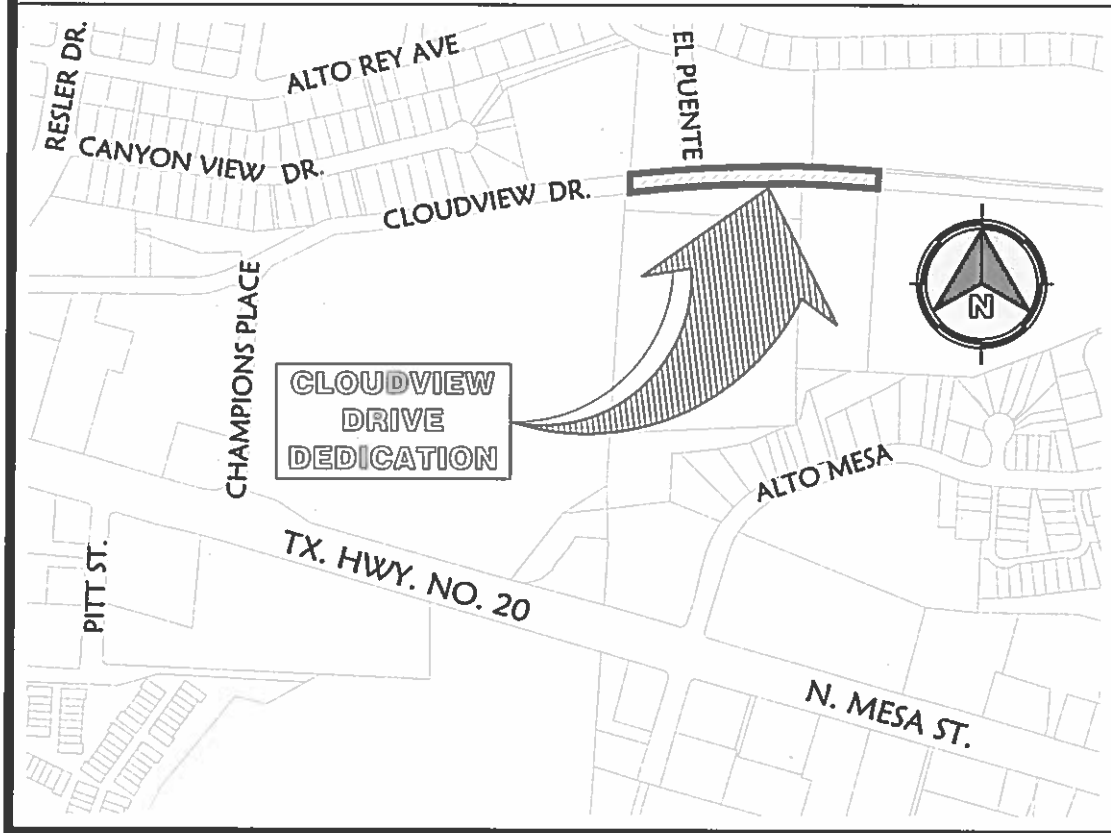 RESLER DR.
ALTO REY AVE
EL PUENTE
CANYON VIEW DR.
CLOUDVIEW DR.
CHAMPIONS PLACE
N
CLOUDVIEW
DRIVE
DEDICATION
ALTO MESA
PITT ST.
TX. HWY. NO. 20
N. MESA ST.